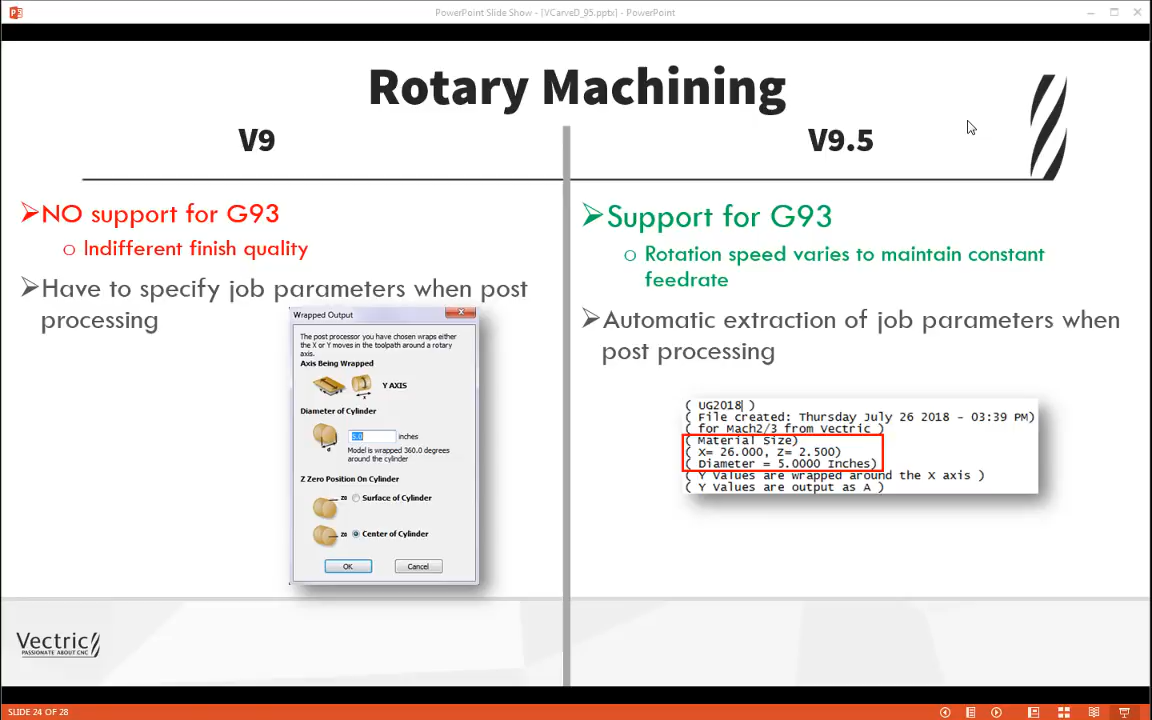 PowerPoint Slide Show - [VCarveD_95.pptx] - PowerPoint
Rotary Machining
V9
NO support for G93
Indifferent finish quality
Have to specify job parameters when post
processing
Wrapped Output
The post processor you have chosen wraps either
the X or Y moves in the toolpath around a rotary
axis.
Axis Being Wrapped
Y AXIS
Diameter of Cylinder
5.0 inches
Model is wrapped 360.0 degrees
around the cylinder
Z Zero Position On Cylinder
Z0 Surface of Cylinder
Z0 Center of Cylinder
OK Cancel
V9.5
Support for G93
Rotation speed varies to maintain constant
feedrate
Automatic extraction of job parameters when
post processing
( UG2018 )
( File created: Thursday July 26 2018 - 03:39 PM)
( for Mach2/3 from Vectric )
( Material Size)
( X= 26.000, Z= 2.500)
( Diameter = 5.0000 Inches)
( Y Values are wrapped around the X axis )
( Y Values are output as A )
Vectric
PASSIONATE ABOUT CNC
SLIDE 24 OF 28